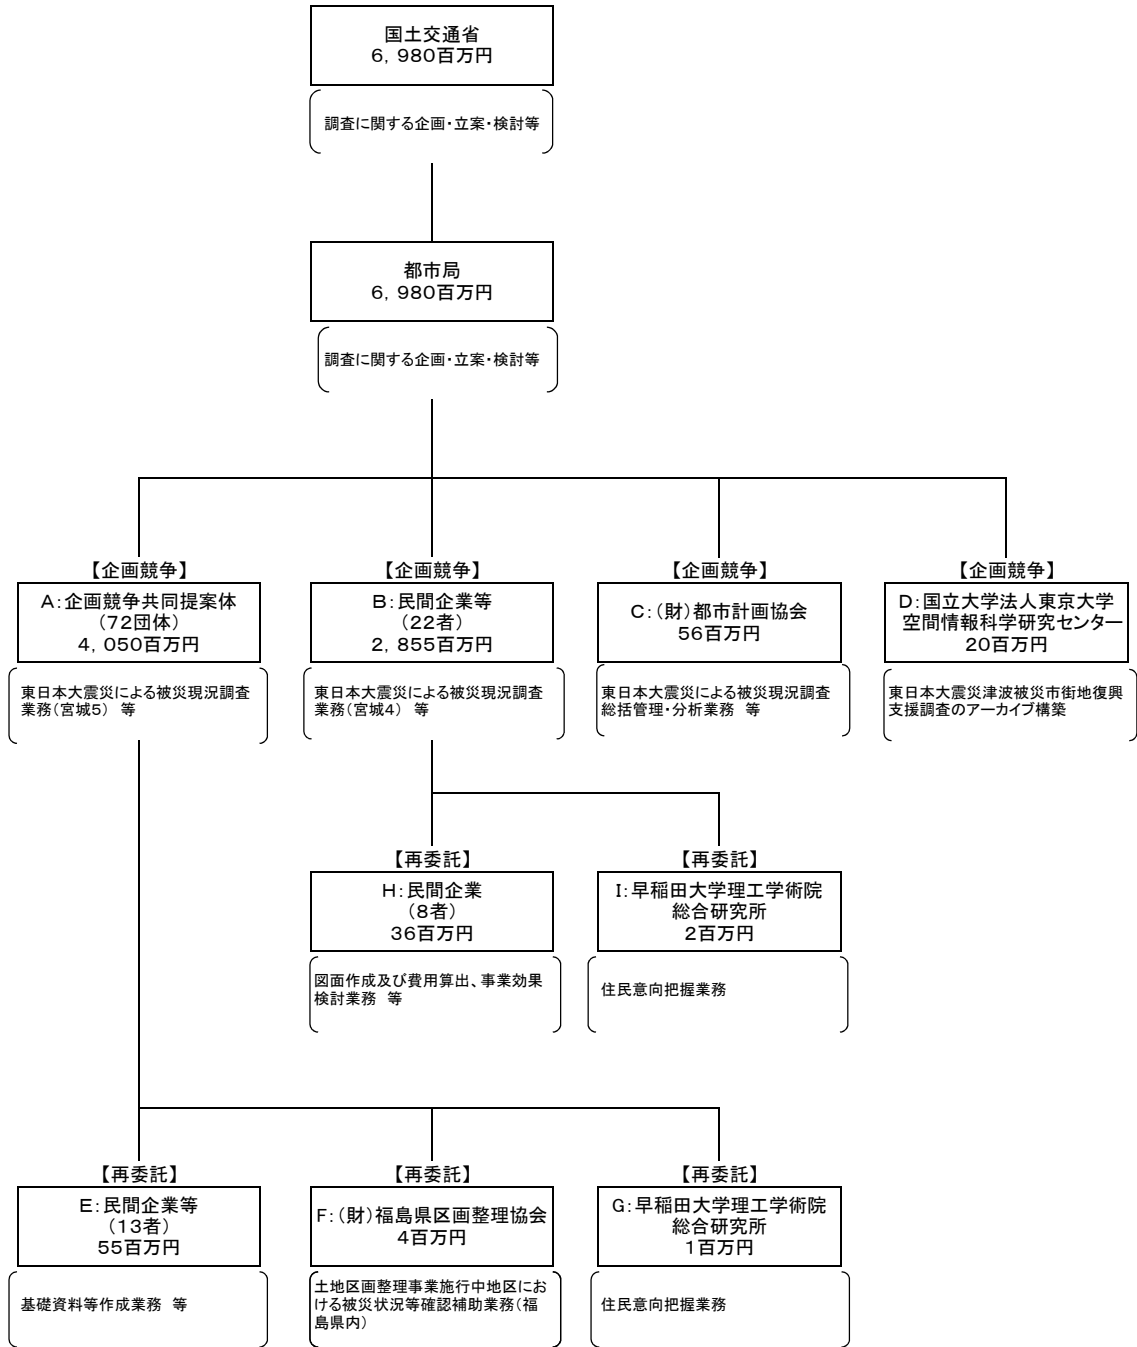 国土交通省
６，９８０百万円
調査に関する企画・立案・検討等
都市局
６，９８０百万円
調査に関する企画・立案・検討等
【企画競争】
Ａ：企画競争共同提案体
（７２団体）
４，０５０百万円
東日本大震災による被災現況調査
業務（宮城５）　等
【企画競争】
Ｂ：民間企業等
（２２者）
２，８５５百万円
東日本大震災による被災現況調査
業務（宮城４）　等
【企画競争】
Ｃ：（財）都市計画協会
５６百万円
東日本大震災による被災現況調査
総括管理・分析業務　等
【企画競争】
Ｄ：国立大学法人東京大学
空間情報科学研究センター
２０百万円
東日本大震災津波被災市街地復興
支援調査のアーカイブ構築
【再委託】
Ｈ：民間企業
（８者）
３６百万円
図面作成及び費用算出、事業効果
検討業務　等
【再委託】
Ｉ：早稲田大学理工学術院
総合研究所
２百万円
住民意向把握業務
【再委託】
Ｅ：民間企業等
（１３者）
５５百万円
基礎資料等作成業務　等
【再委託】
Ｆ：（財）福島県区画整理協会
４百万円
土地区画整理事業施行中地区にお
ける被災状況等確認補助業務（福
島県内）
【再委託】
Ｇ：早稲田大学理工学術院
総合研究所
１百万円
住民意向把握業務